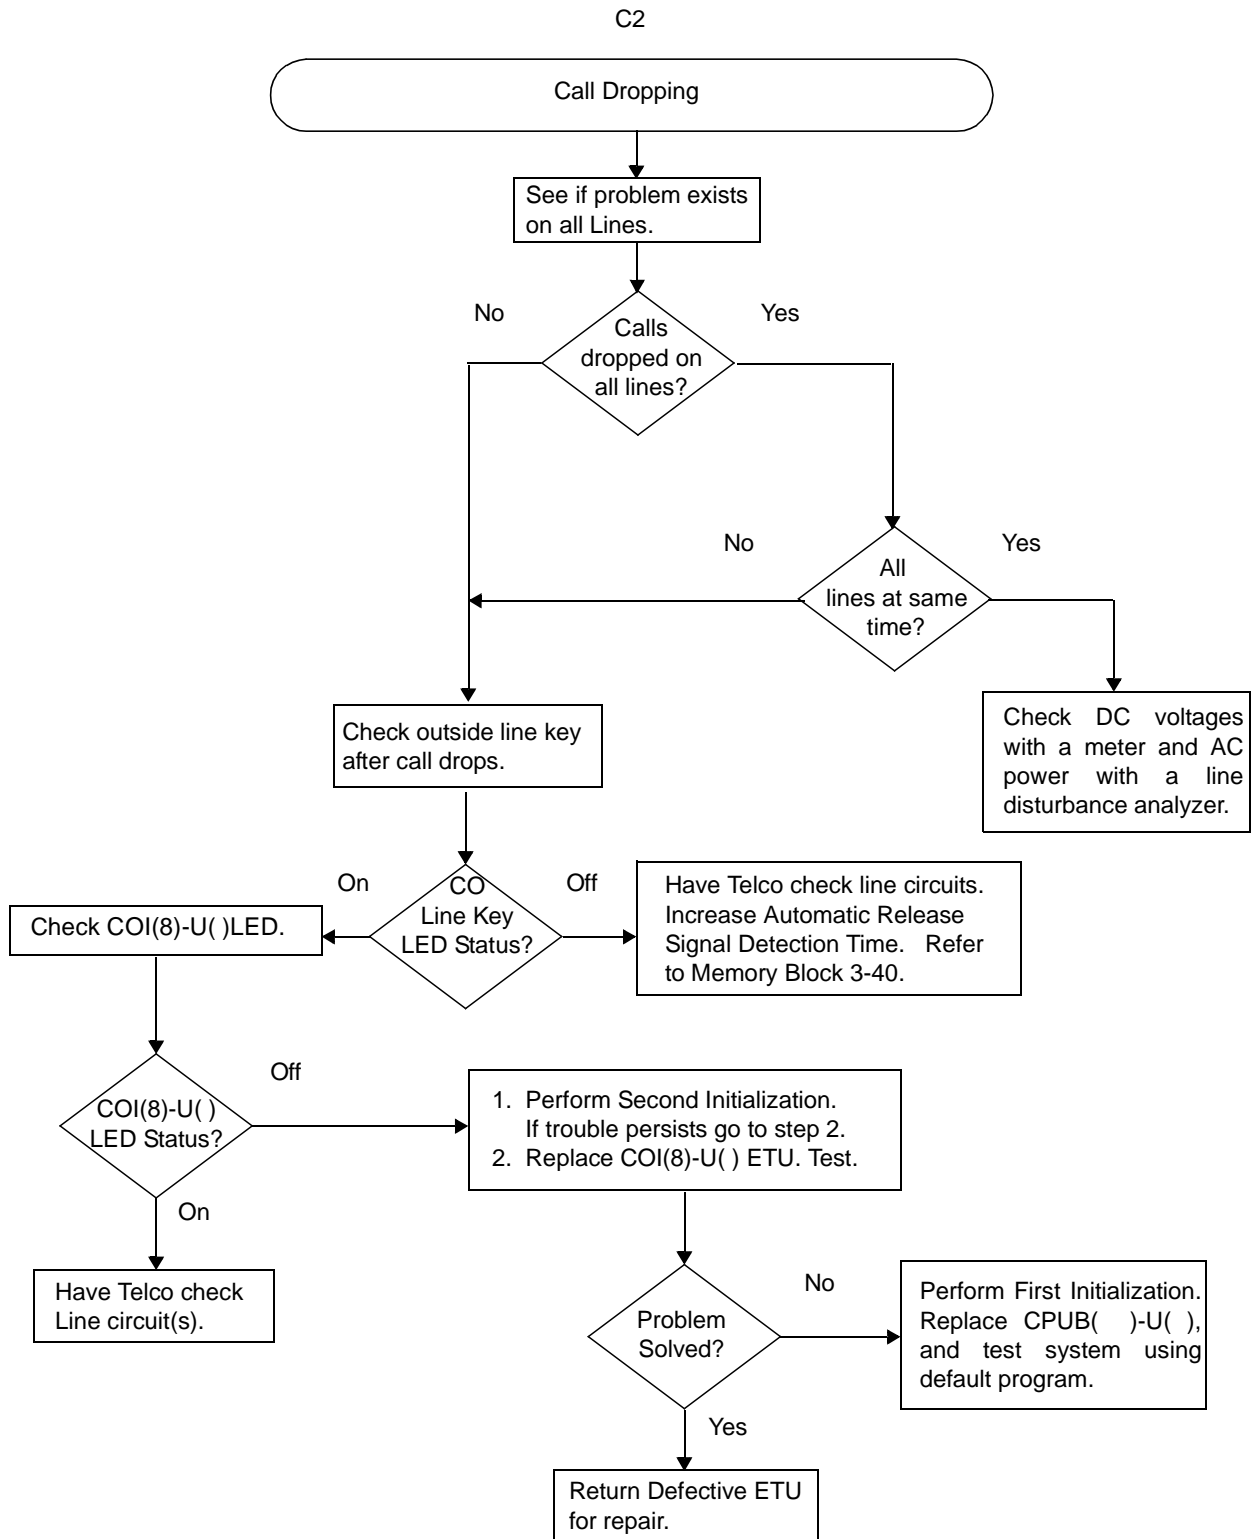 C2
Call Dropping
See if problem exists
on all Lines.
No
Yes
Calls
dropped on
all lines?
No
Yes
All
lines at same
time?
Check outside line key
after call drops.
Check DC voltages
with a meter and AC
power with a line
disturbance analyzer.
On
CO
Line Key
LED Status?
Off
Have Telco check line circuits.
Increase Automatic Release
Signal Detection Time. Refer
to Memory Block 3-40.
Check COI(8)-U( )LED.
Off
COI(8)-U( )
LED Status?
On
1. Perform Second Initialization.
If trouble persists go to step 2.
2. Replace COI(8)-U( ) ETU. Test.
Have Telco check
Line circuit(s).
Problem
Solved?
No
Perform First Initialization.
Replace CPUB( )-U( ),
and test system using
default program.
Yes
Return Defective ETU
for repair.